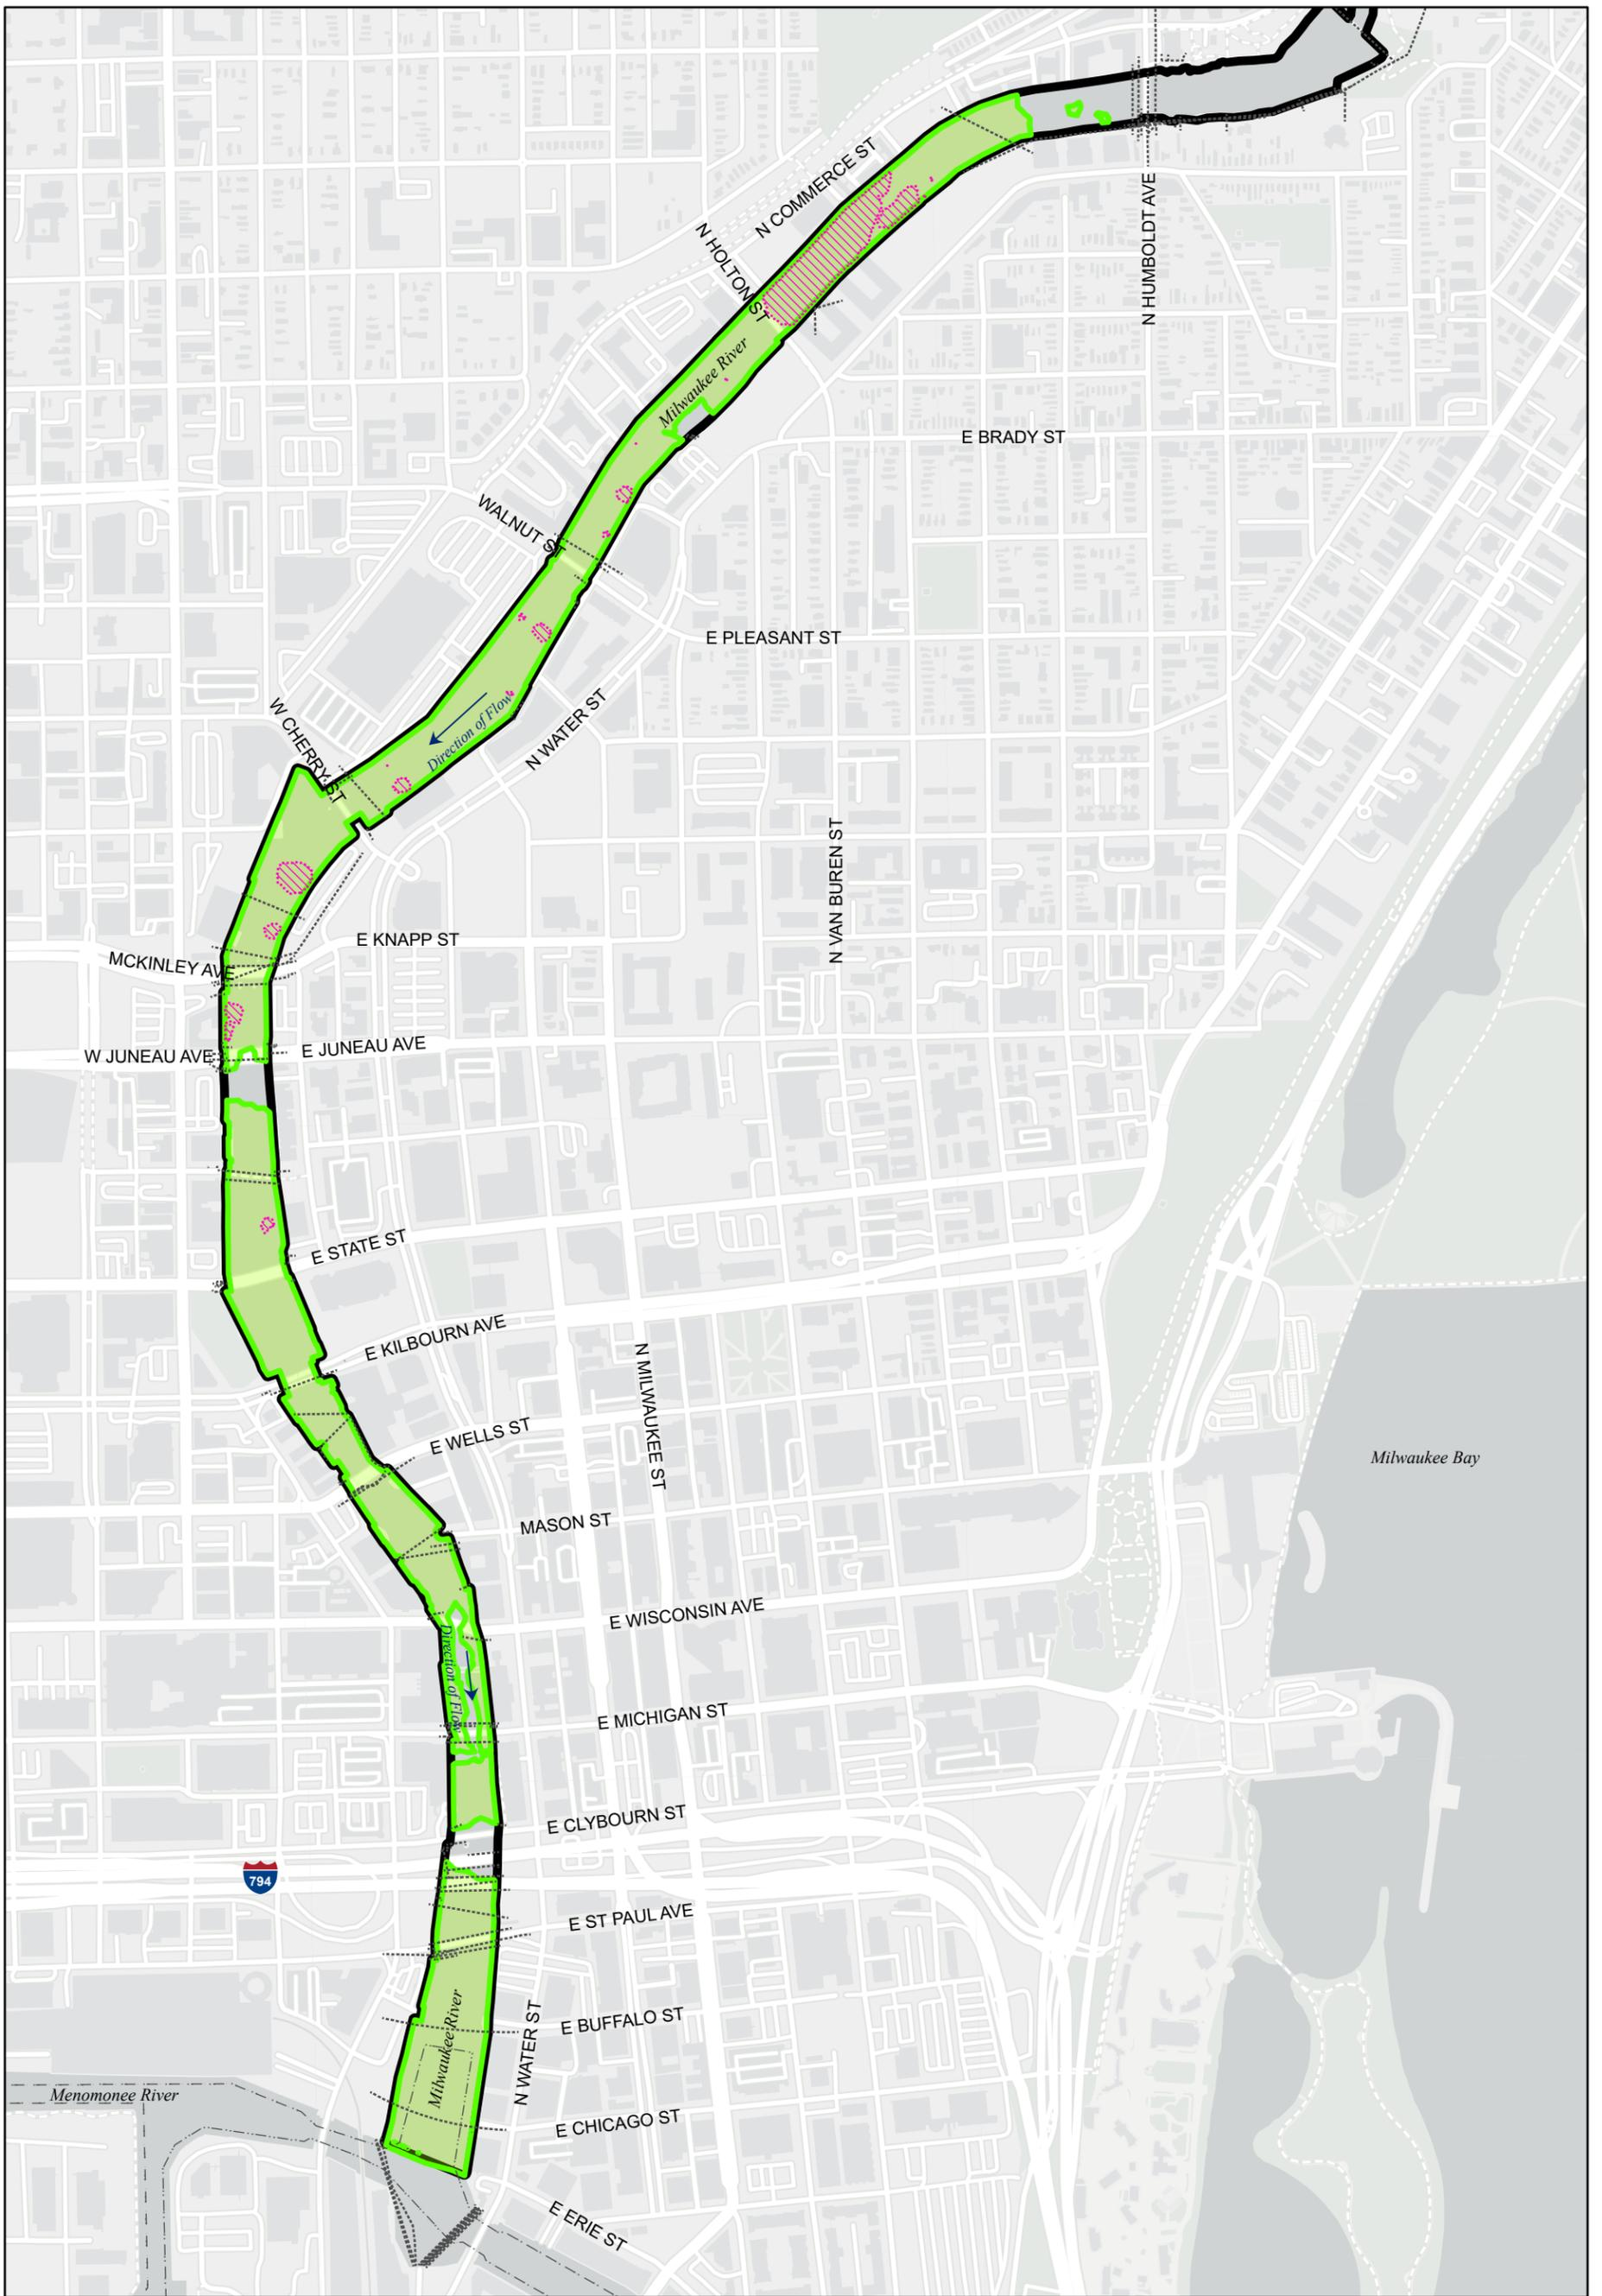 N COMMERCE ST
N HOLTON ST
N HUMBOLDT AVE
Milwaukee River
E BRADY ST
WALNUT ST
E PLEASANT ST
W CHERRY ST
Direction of Flow
N WATER ST
N VAN BUREN ST
E KNAPP ST
MCKINLEY AVE
W JUNEAU AVE
E JUNEAU AVE
E STATE ST
E KILBOURN AVE
N MILWAUKEE ST
E WELLS ST
Milwaukee Bay
MASON ST
E WISCONSIN AVE
Direction of Flow
E MICHIGAN ST
E CLYBOURN ST
794
E ST PAUL AVE
Milwaukee River
N WATER ST
E BUFFALO ST
Menomonee River
E CHICAGO ST
E ERIE ST